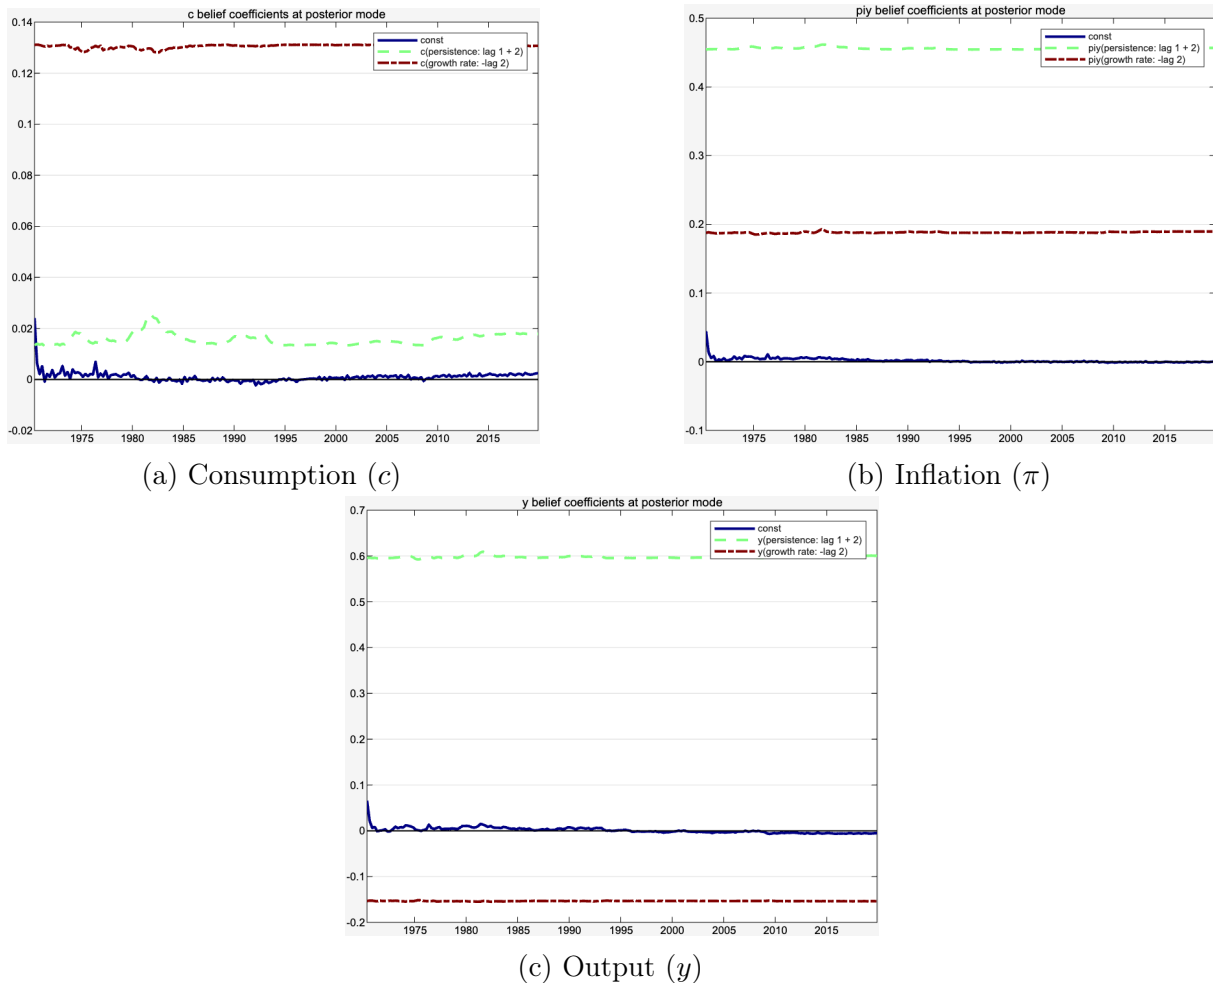 c belief coefficients at posterior mode
0.14
0.12
0.1
0.08
0.06
0.04
0.02
0
-0.02
const
c(persistence: lag 1 + 2)
c(growth rate: -lag 2)
1975 1980 1985 1990 1995 2000 2005 2010 2015
(a) Consumption (c)
piy belief coefficients at posterior mode
0.5
0.4
0.3
0.2
0.1
0
-0.1
const
piy(persistence: lag 1 + 2)
piy(growth rate: -lag 2)
1975 1980 1985 1990 1995 2000 2005 2010 2015
(b) Inflation (π)
y belief coefficients at posterior mode
0.7
0.6
0.5
0.4
0.3
0.2
0.1
0
-0.1
-0.2
const
y(persistence: lag 1 + 2)
y(growth rate: -lag 2)
1975 1980 1985 1990 1995 2000 2005 2010 2015
(c) Output (y)